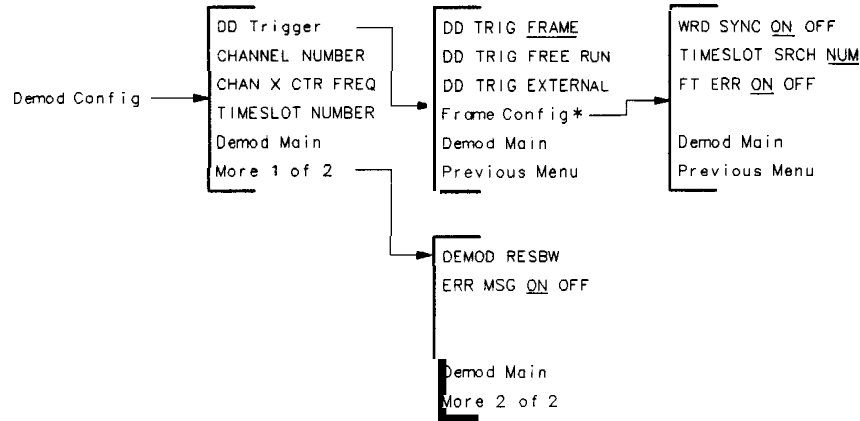 Demod Config
DD Trigger
CHANNEL NUMBER
CHAN X CTR FREQ
TIMESLOT NUMBER
Demod Main
More 1 of 2
DD TRIG FRAME
DD TRIG FREE RUN
DD TRIG EXTERNAL
Frame Config*
Demod Main
Previous Menu
WRD SYNC ON OFF
TIMESLOT SRCH NUM
FT ERR ON OFF
Demod Main
Previous Menu
DEMOD RESBW
ERR MSG ON OFF
Demod Main
More 2 of 2